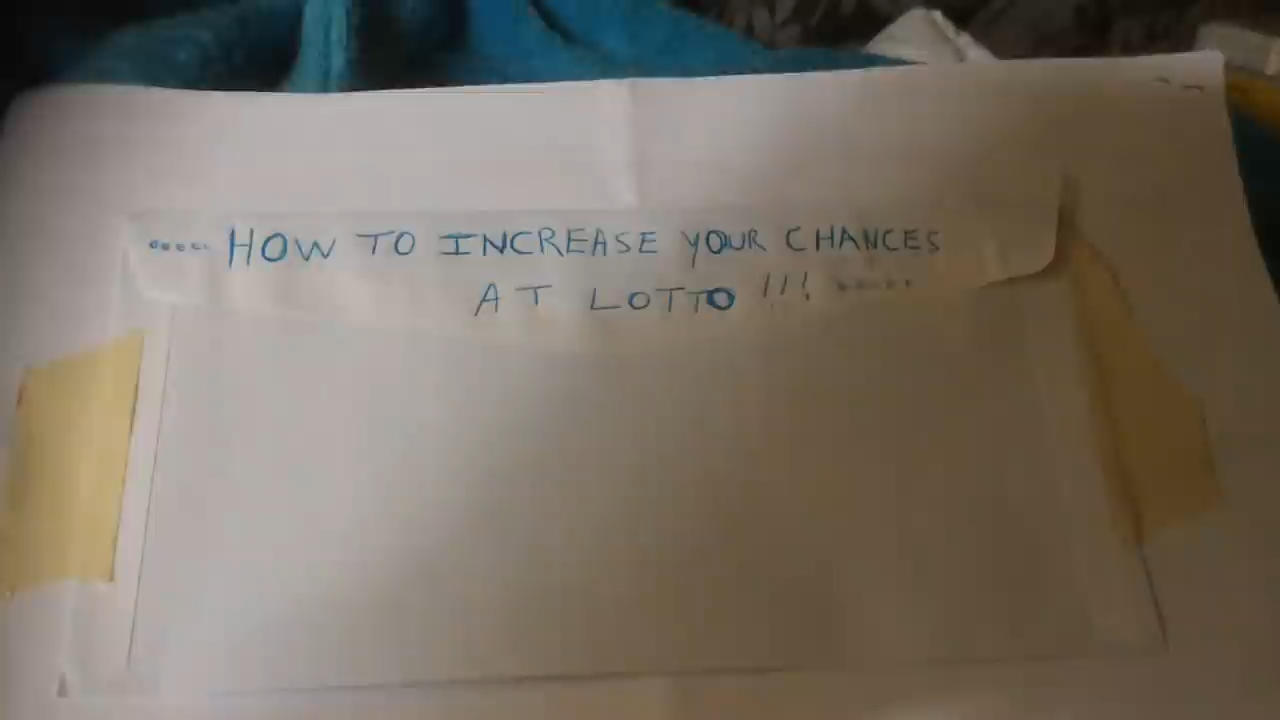 ..... HOW TO INCREASE YOUR CHANCES
AT LOTTO !!! .....